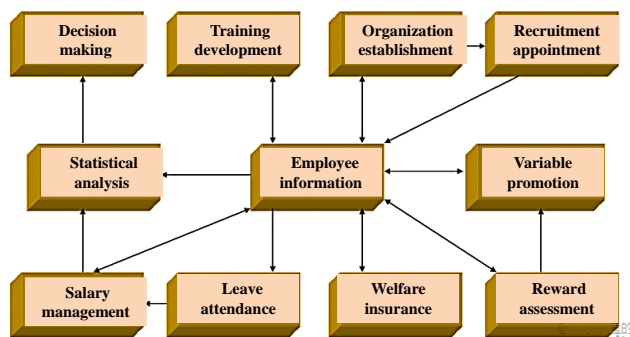 Decision
making
Training
development
Organization
establishment
Recruitment
appointment
Statistical
analysis
Employee
information
Variable
promotion
Salary
management
Leave
attendance
Welfare
insurance
Reward
assessment